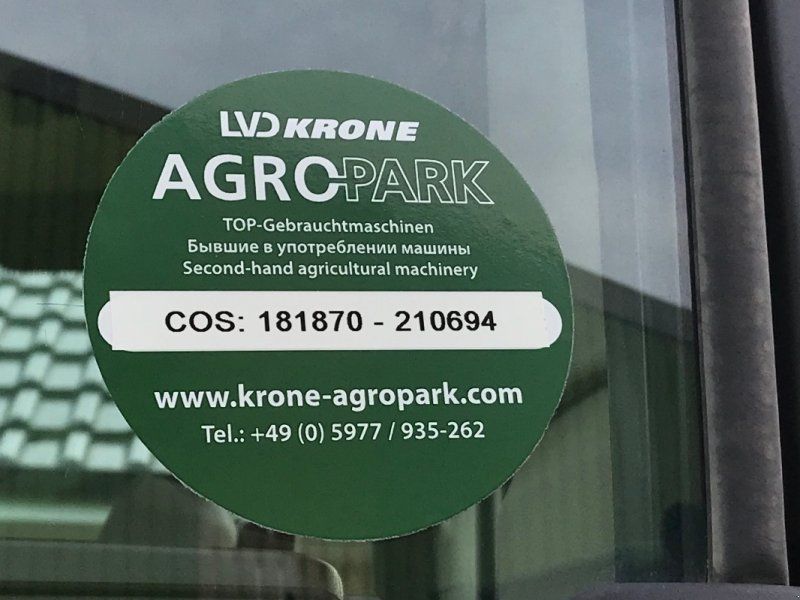 LVD KRONE
AGROPARK
TOP-Gebrauchtmaschinen
Бывшие в употреблении машины
Second-hand agricultural machinery
COS: 181870 - 210694
www.krone-agropark.com
Tel.: +49 (0) 5977 / 935-262